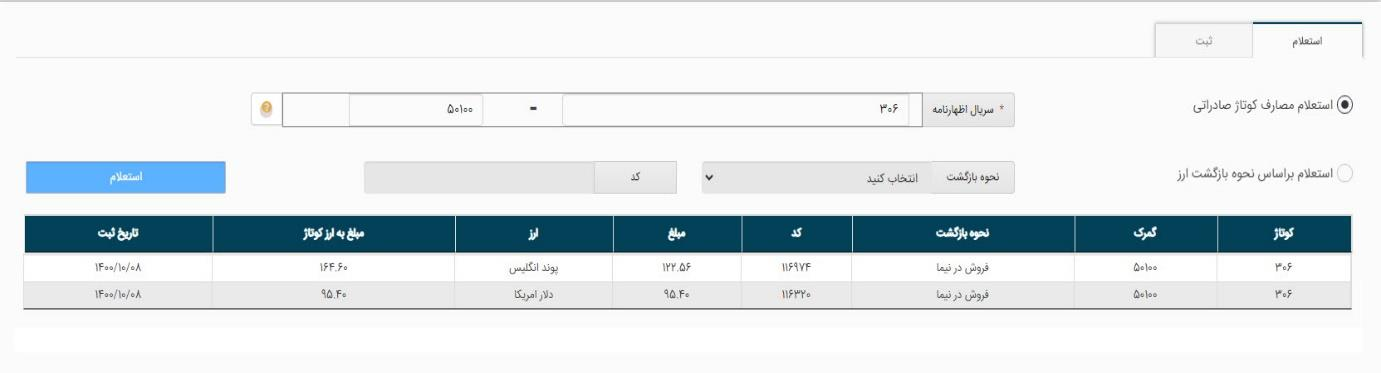 استعلام ثبت
استعلام مصارف کوتاژ صادراتی * سریال اظهارنامه ۳۰۶ - ۵۰۱۰۰
استعلام براساس نحوه بازگشت ارز نحوه بازگشت انتخاب کنید کد استعلام
کوتاژ گمرک نحوه بازگشت کد مبلغ ارز مبلغ به ارز کوتاژ تاریخ ثبت
۳۰۶ ۵۰۱۰۰ فروش در نیما ۱۱۶۹۷۴ ۱۲۲.۵۶ پوند انگلیس ۱۶۴.۶۰ ۱۴۰۰/۱۰/۰۸
۳۰۶ ۵۰۱۰۰ فروش در نیما ۱۱۶۳۲۰ ۹۵.۴۰ دلار امریکا ۹۵.۴۰ ۱۴۰۰/۱۰/۰۸